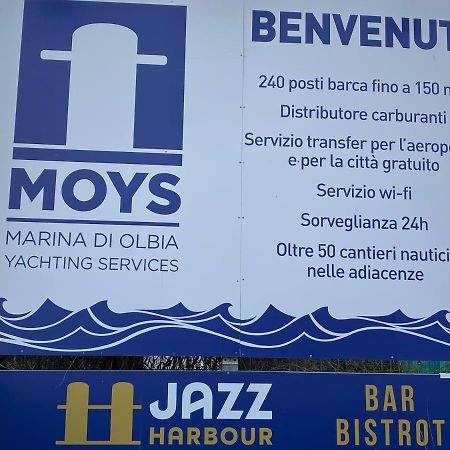 MOYS
MARINA DI OLBIA
YACHTING SERVICES
BENVENUT
240 posti barca fino a 150 m
Distributore carburanti
Servizio transfer per l'aeropo
e per la città gratuito
Servizio wi-fi
Sorveglianza 24h
Oltre 50 cantieri nautici
nelle adiacenze
JAZZ
HARBOUR
BAR
BISTROT